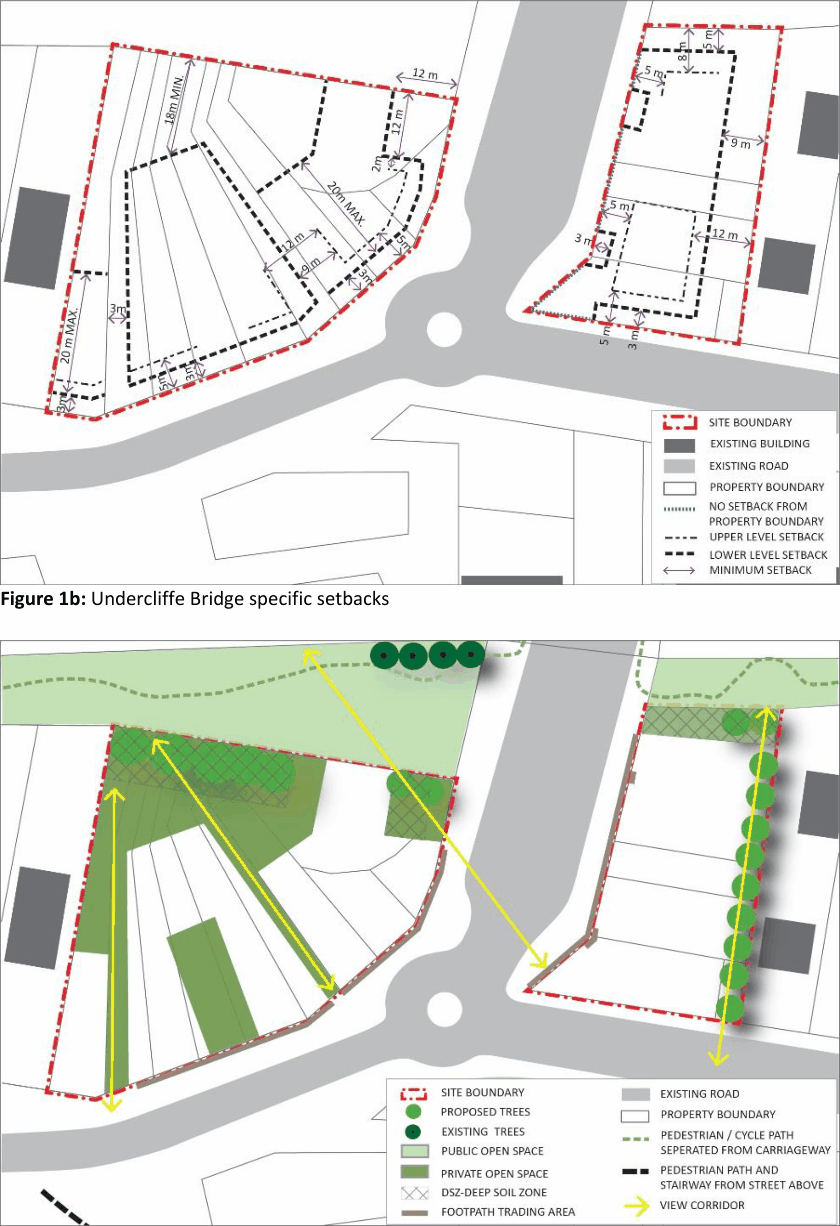 12 m
5 m
8 m
18m MIN.
5 m
12 m
9 m
2m
20m MAX.
5 m
12 m
5m
3 m
12 m
9 m
3m
3m
20 m MAX.
5m
3m
3m
5 m
3 m
SITE BOUNDARY
EXISTING BUILDING
EXISTING ROAD
PROPERTY BOUNDARY
NO SETBACK FROM
PROPERTY BOUNDARY
UPPER LEVEL SETBACK
LOWER LEVEL SETBACK
MINIMUM SETBACK
Figure 1b: Undercliffe Bridge specific setbacks
SITE BOUNDARY
PROPOSED TREES
EXISTING TREES
PUBLIC OPEN SPACE
PRIVATE OPEN SPACE
DSZ-DEEP SOIL ZONE
FOOTPATH TRADING AREA
EXISTING ROAD
PROPERTY BOUNDARY
PEDESTRIAN / CYCLE PATH
SEPERATED FROM CARRIAGEWAY
PEDESTRIAN PATH AND
STAIRWAY FROM STREET ABOVE
VIEW CORRIDOR